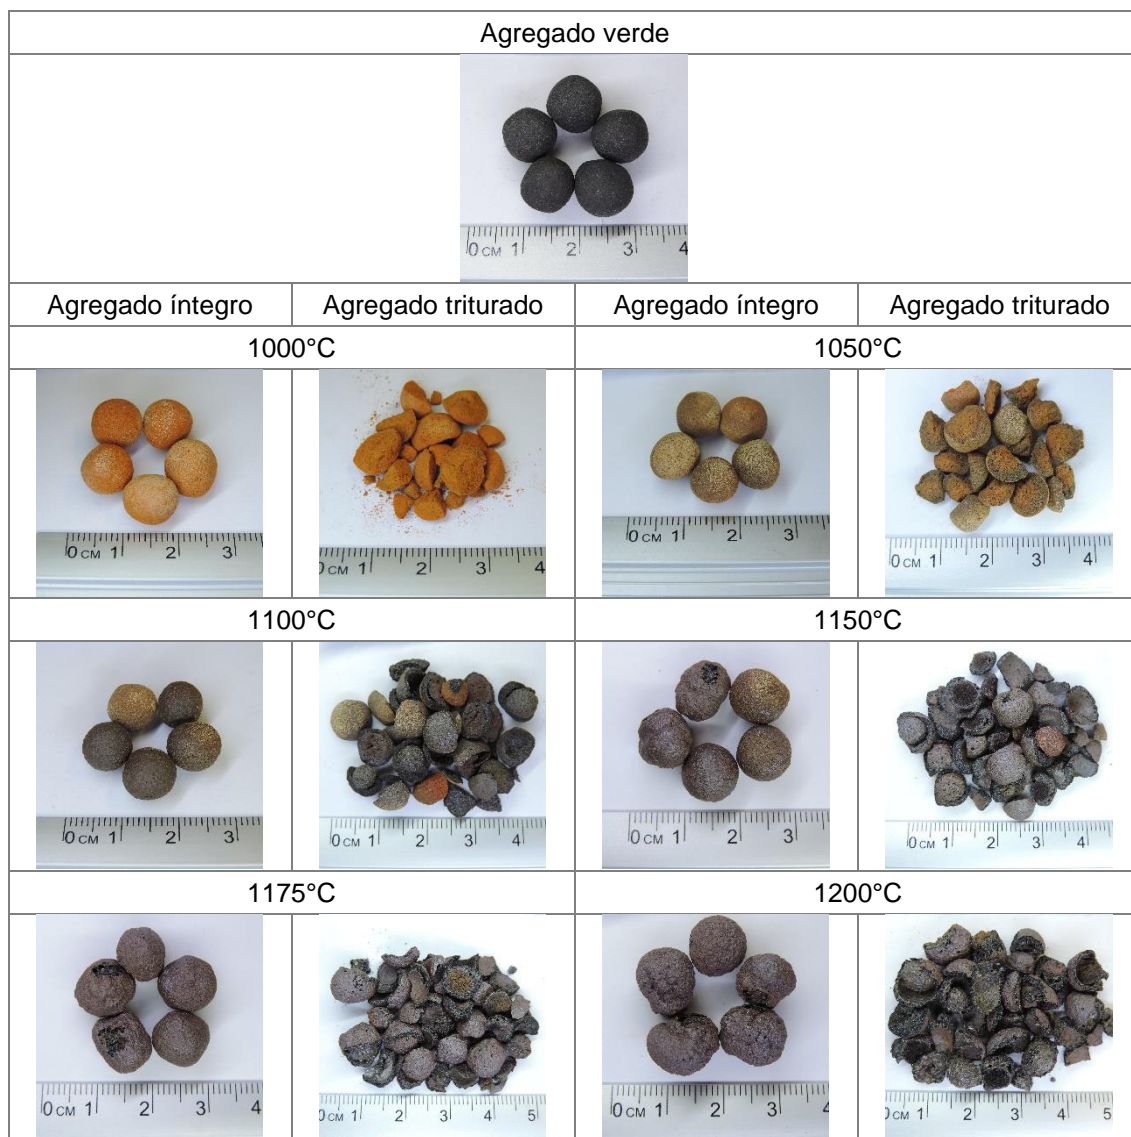 Agregado verde
0 CM 1 2 3 4
Agregado íntegro Agregado triturado Agregado íntegro Agregado triturado
1000°C 1050°C
0 CM 1 2 3
0 CM 1 2 3 4
0 CM 1 2 3
0 CM 1 2 3 4
1100°C 1150°C
0 CM 1 2 3
0 CM 1 2 3 4
0 CM 1 2 3
0 CM 1 2 3 4
1175°C 1200°C
0 CM 1 2 3 4
0 CM 1 2 3 4 5
0 CM 1 2 3 4
0 CM 1 2 3 4 5